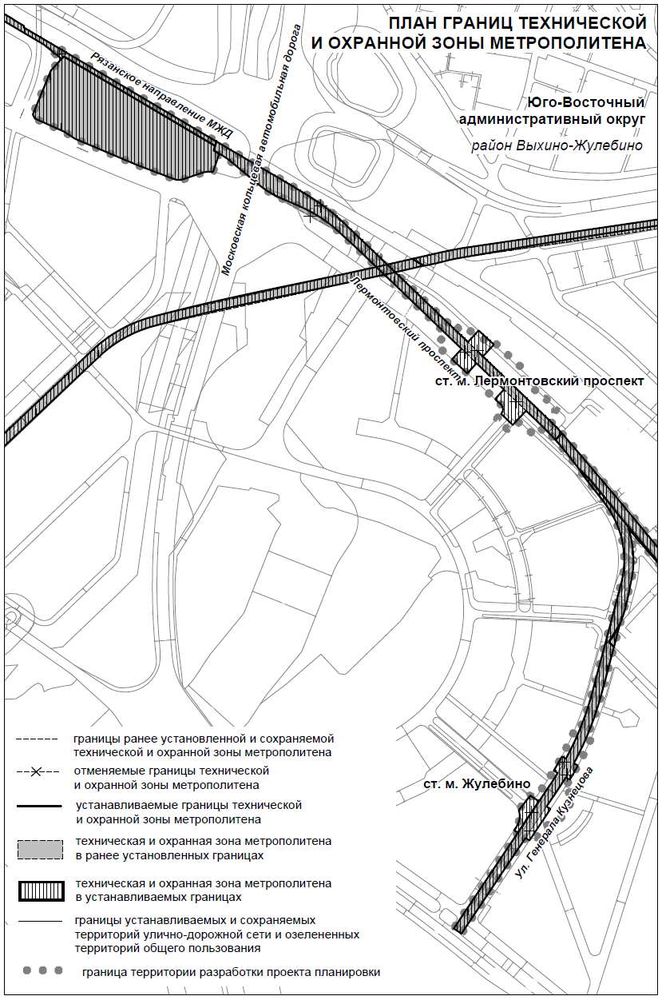 ПЛАН ГРАНИЦ ТЕХНИЧЕСКОЙ
И ОХРАННОЙ ЗОНЫ МЕТРОПОЛИТЕНА
Юго-Восточный
административный округ
район Выхино-Жулебино
Рязанское направление МЖД
Московская кольцевая автомобильная дорога
Лермонтовский проспект
ст. м. Лермонтовский проспект
ст. м. Жулебино
Ул. Генерала Кузнецова
границы ранее установленной и сохраняемой
технической и охранной зоны метрополитена
отменяемые границы технической
и охранной зоны метрополитена
устанавливаемые границы технической
и охранной зоны метрополитена
техническая и охранная зона метрополитена
в ранее установленных границах
техническая и охранная зона метрополитена
в устанавливаемых границах
границы устанавливаемых и сохраняемых
территорий улично-дорожной сети и озелененных
территорий общего пользования
граница территории разработки проекта планировки